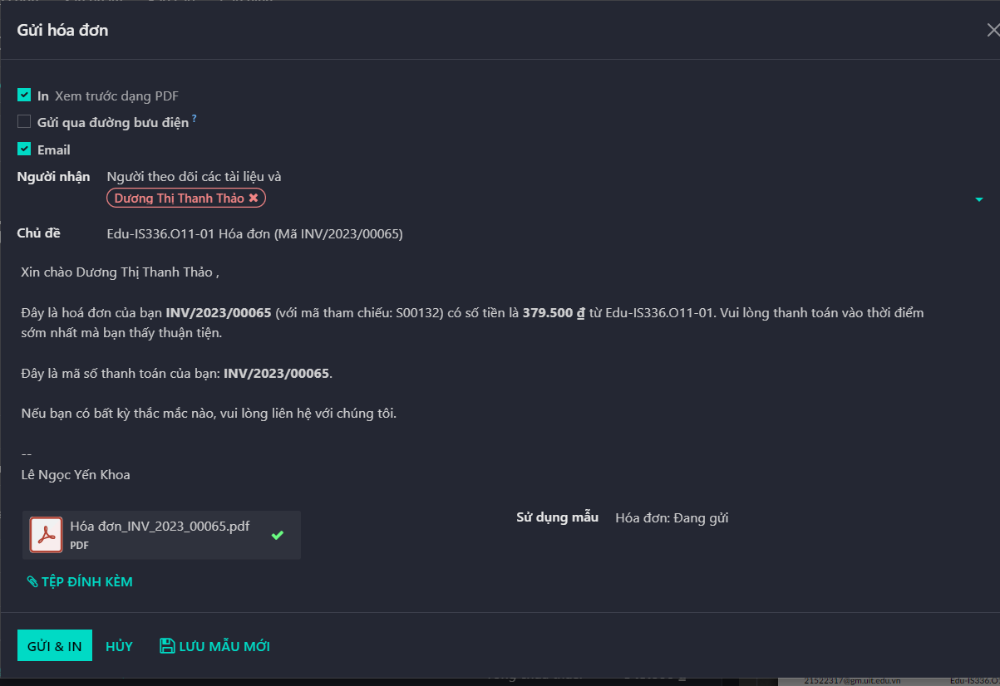 Gửi hóa đơn
In Xem trước dạng PDF
Gửi qua đường bưu điện ?
Email
Người nhận Người theo dõi các tài liệu và
Dương Thị Thanh Thảo ✖
Chủ đề Edu-IS336.O11-01 Hóa đơn (Mã INV/2023/00065)
Xin chào Dương Thị Thanh Thảo ,
Đây là hoá đơn của bạn INV/2023/00065 (với mã tham chiếu: S00132) có số tiền là 379.500 ₫ từ Edu-IS336.O11-01. Vui lòng thanh toán vào thời điểm
sớm nhất mà bạn thấy thuận tiện.
Đây là mã số thanh toán của bạn: INV/2023/00065.
Nếu bạn có bất kỳ thắc mắc nào, vui lòng liên hệ với chúng tôi.
--
Lê Ngọc Yến Khoa
Hóa đơn_INV_2023_00065.pdf
PDF
Sử dụng mẫu Hóa đơn: Đang gửi
TỆP ĐÍNH KÈM
GỬI & IN HỦY LƯU MẪU MỚI
21522317@gm.uit.edu.vn Edu-IS336.O